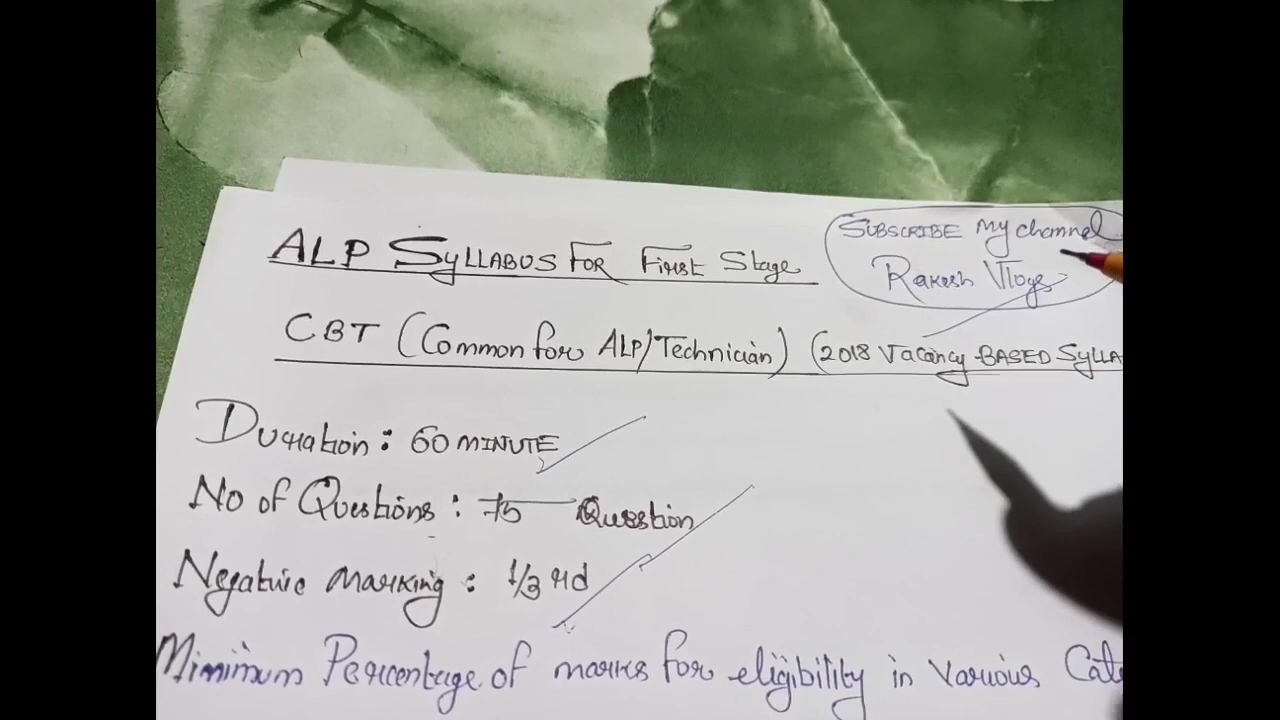 SUBSCRIBE My channel
Rakesh Vlogs
ALP SYLLABUS FOR First Stage
CBT (Common for ALP/Technician) (2018 Vacancy BASED SYLLA
Duration : 60 MINUTE
No of Questions : 75 Question
Negative marking : 1/3 rd
Minimum Percentage of marks for eligibility in various Cate